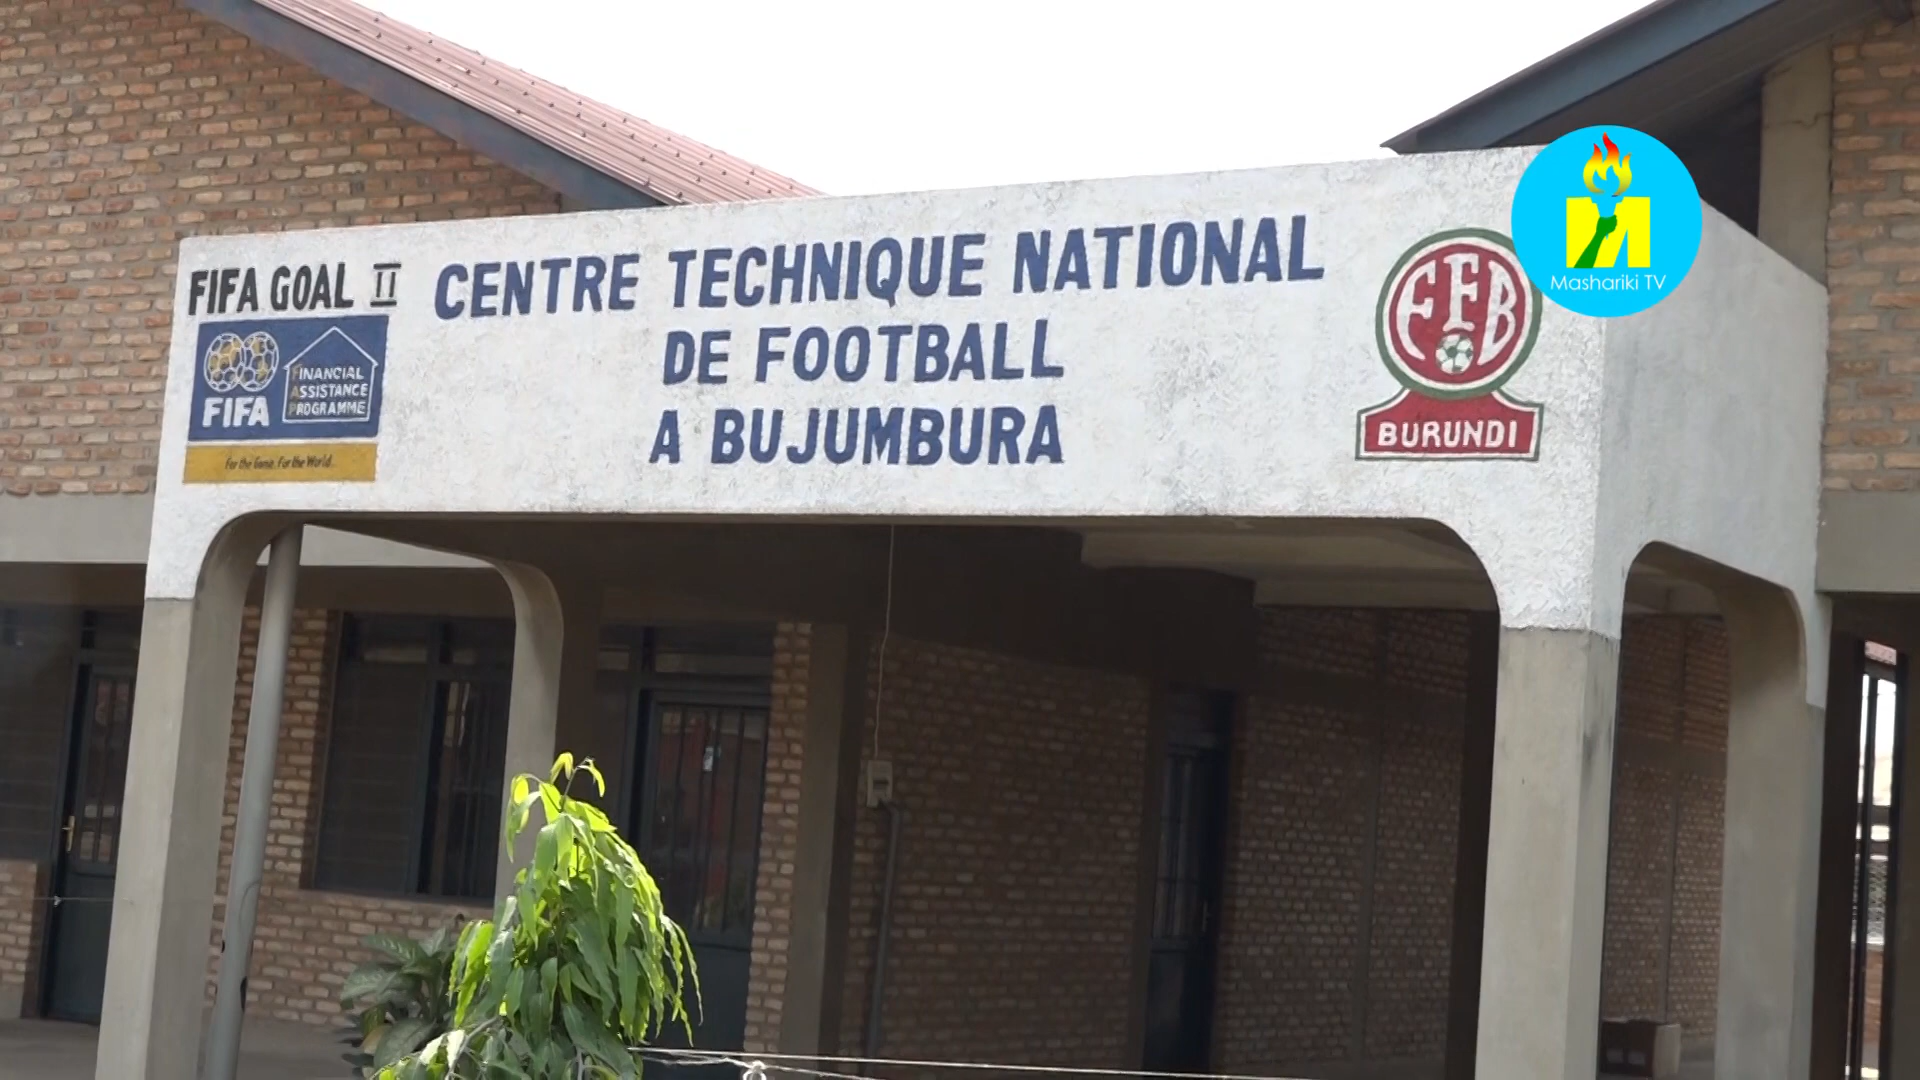 FIFA GOAL II
FINANCIAL
ASSISTANCE
PROGRAMME
FIFA
For the Game. For the World.
CENTRE TECHNIQUE NATIONAL
DE FOOTBALL
A BUJUMBURA
FFB
BURUNDI
Mashariki TV